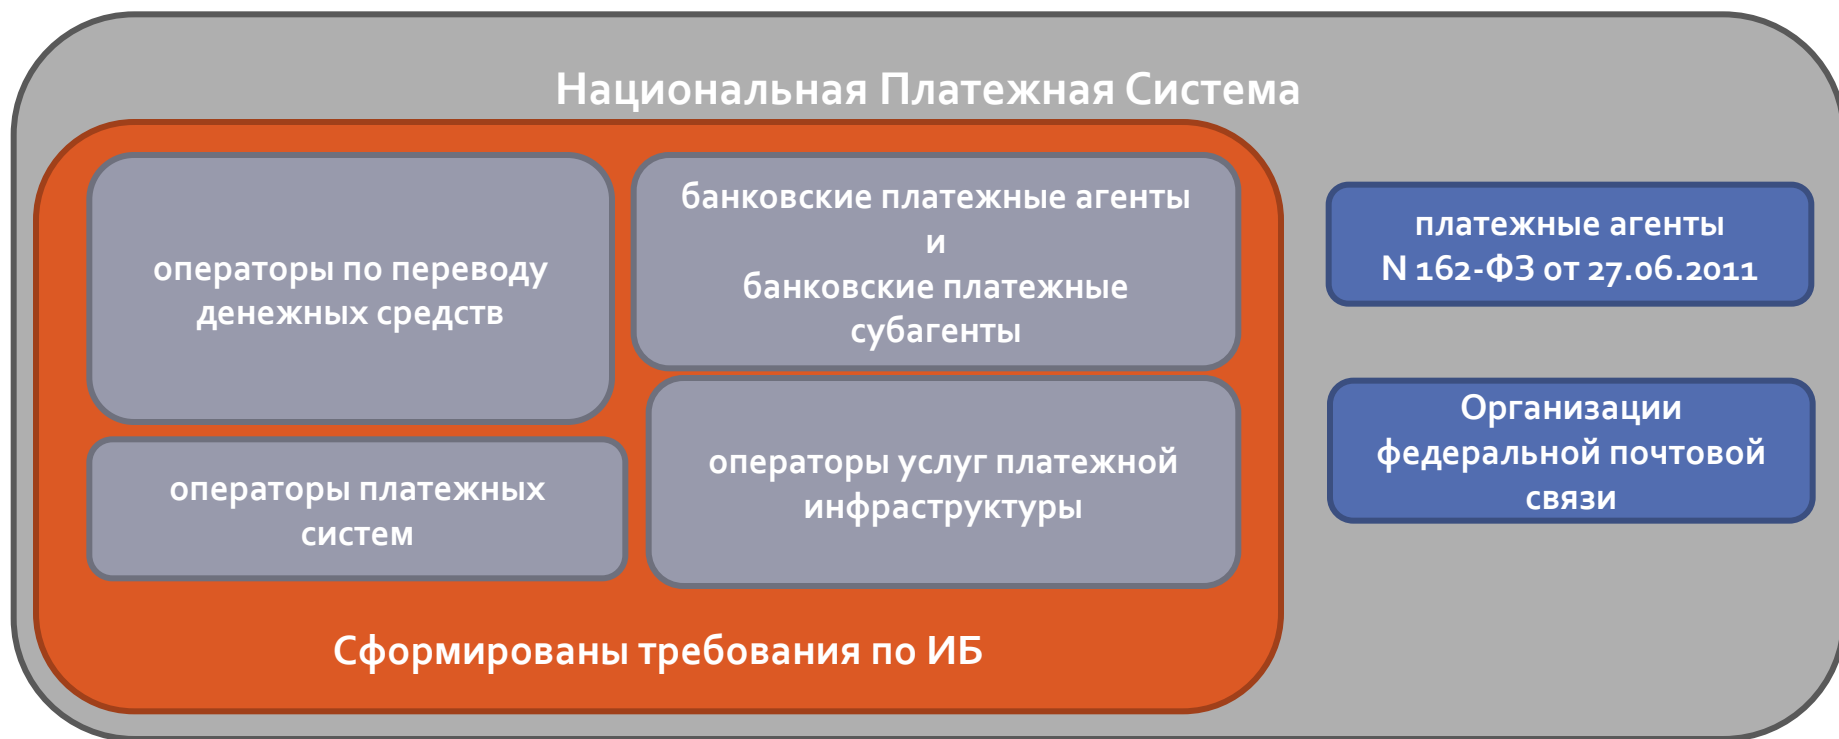 Национальная Платежная Система
операторы по переводу
денежных средств
банковские платежные агенты
и
банковские платежные
субагенты
операторы платежных
систем
операторы услуг платежной
инфраструктуры
Сформированы требования по ИБ
платежные агенты
N 162-ФЗ от 27.06.2011
Организации
федеральной почтовой
связи